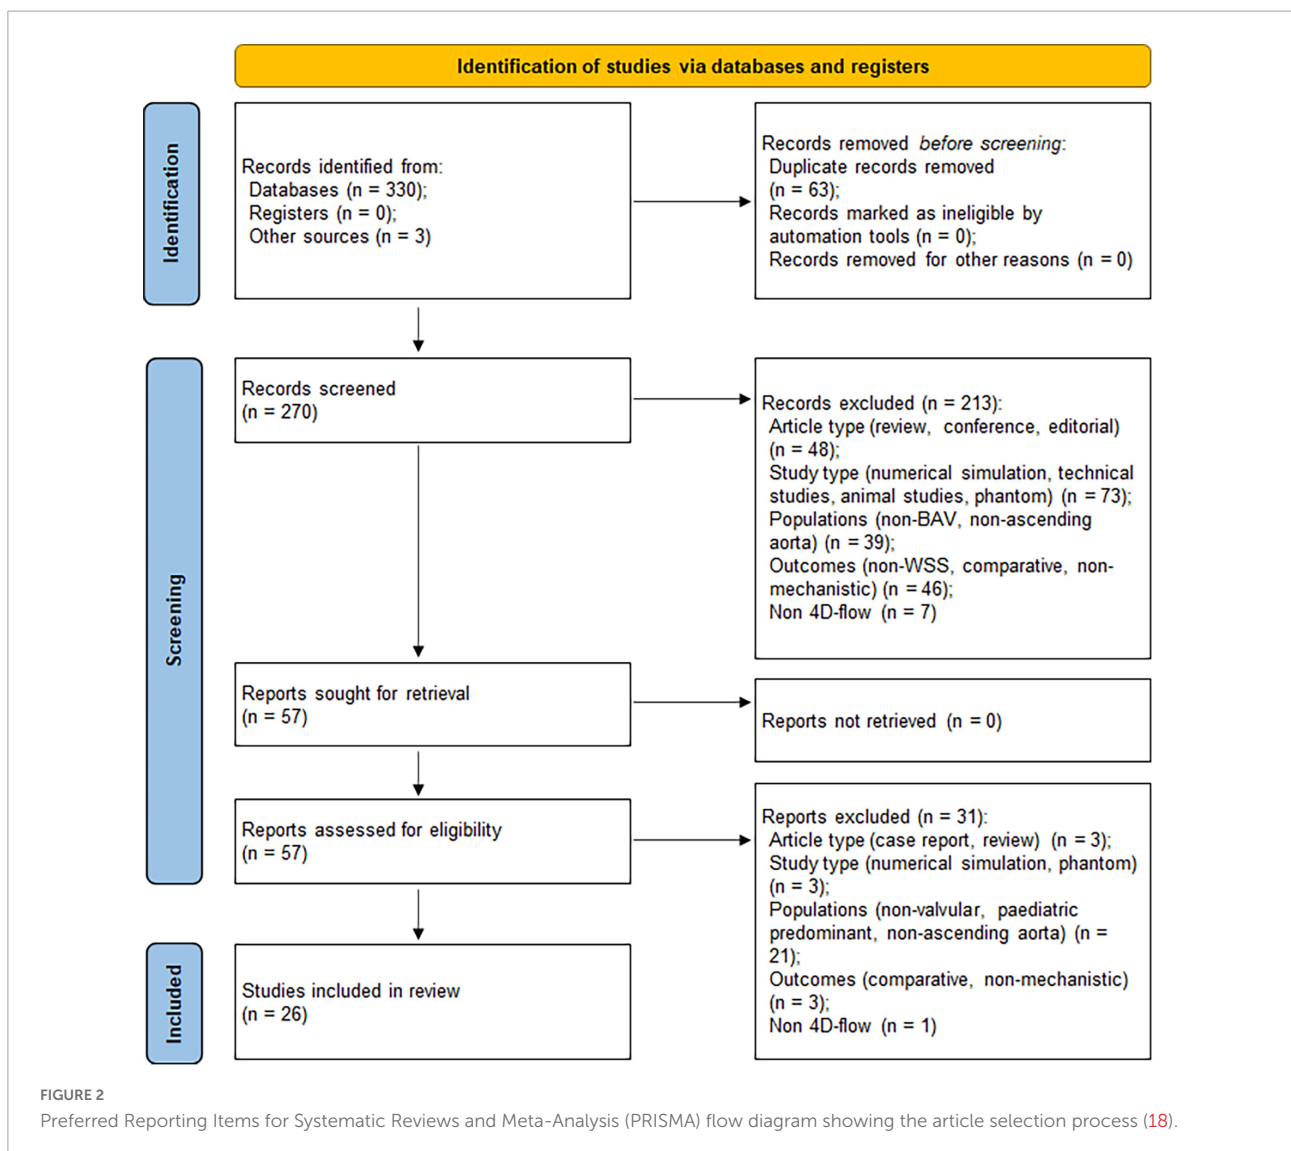 Identification of studies via databases and registers
Identification
Records identified from:
Databases (n = 330);
Registers (n = 0);
Other sources (n = 3)
Records removed before screening:
Duplicate records removed
(n = 63);
Records marked as ineligible by
automation tools (n = 0);
Records removed for other reasons (n = 0)
Screening
Records screened
(n = 270)
Records excluded (n = 213):
Article type (review, conference, editorial)
(n = 48);
Study type (numerical simulation, technical
studies, animal studies, phantom) (n = 73);
Populations (non-BAV, non-ascending
aorta) (n = 39);
Outcomes (non-WSS, comparative, non-
mechanistic) (n = 46);
Non 4D-flow (n = 7)
Reports sought for retrieval
(n = 57)
Reports not retrieved (n = 0)
Reports assessed for eligibility
(n = 57)
Reports excluded (n = 31):
Article type (case report, review) (n = 3);
Study type (numerical simulation, phantom)
(n = 3);
Populations (non-valvular, paediatric
predominant, non-ascending aorta) (n =
21);
Outcomes (comparative, non-mechanistic)
(n = 3);
Non 4D-flow (n = 1)
Included
Studies included in review
(n = 26)
FIGURE 2
Preferred Reporting Items for Systematic Reviews and Meta-Analysis (PRISMA) flow diagram showing the article selection process (18).